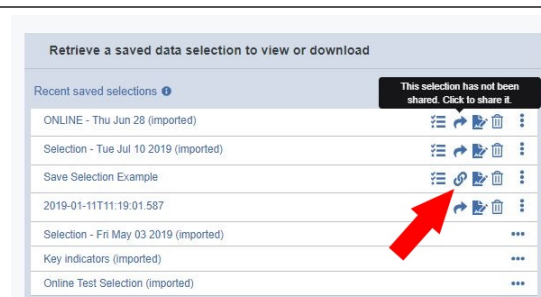 Retrieve a saved data selection to view or download
Recent saved selections
This selection has not been
shared. Click to share it.
ONLINE - Thu Jun 28 (imported)
Selection - Tue Jul 10 2019 (imported)
Save Selection Example
2019-01-11T11:19:01.587
Selection - Fri May 03 2019 (imported)
Key indicators (imported)
Online Test Selection (imported)